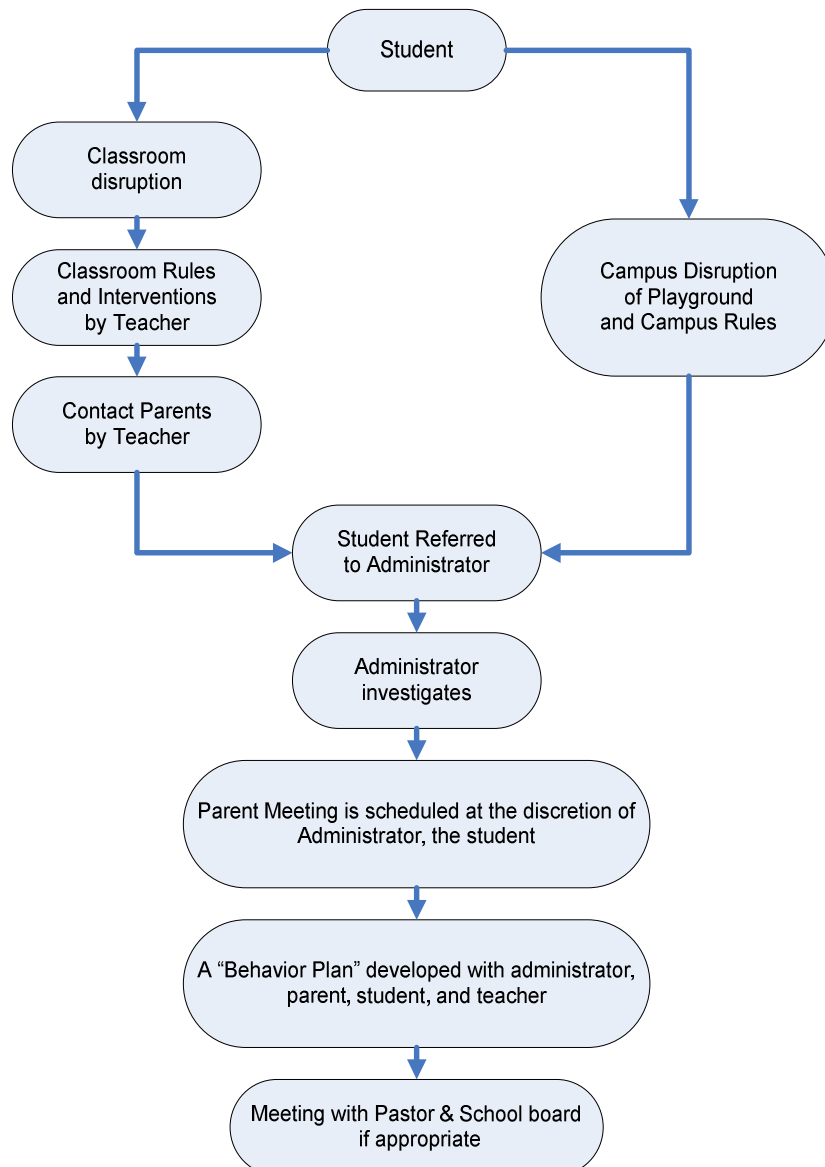 Student
Classroom
disruption
Classroom Rules
and Interventions
by Teacher
Contact Parents
by Teacher
Campus Disruption
of Playground
and Campus Rules
Student Referred
to Administrator
Administrator
investigates
Parent Meeting is scheduled at the discretion of
Administrator, the student
A “Behavior Plan” developed with administrator,
parent, student, and teacher
Meeting with Pastor & School board
if appropriate